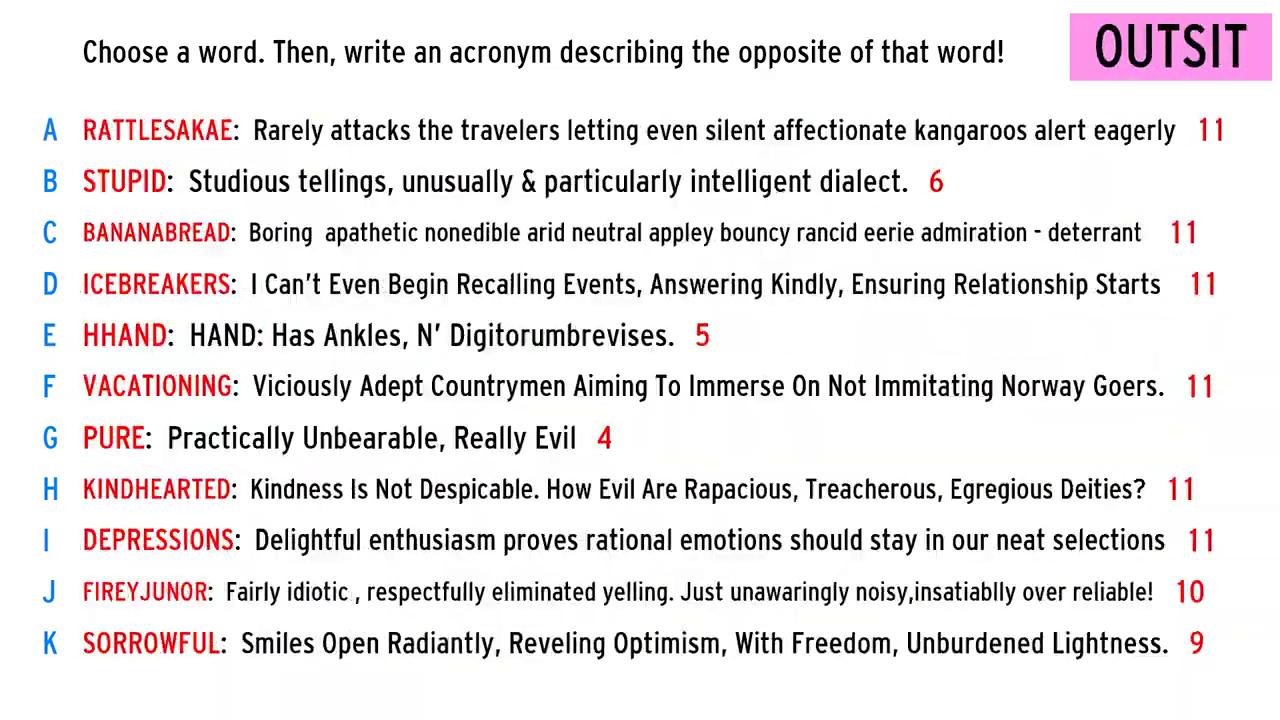 Choose a word. Then, write an acronym describing the opposite of that word!
OUTSIT
A RATTLESAKAE: Rarely attacks the travelers letting even silent affectionate kangaroos alert eagerly 11
B STUPID: Studious tellings, unusually & particularly intelligent dialect. 6
C BANANABREAD: Boring apathetic nonedible arid neutral appley bouncy rancid eerie admiration - deterrant 11
D ICEBREAKERS: I Can't Even Begin Recalling Events, Answering Kindly, Ensuring Relationship Starts 11
E HHAND: HAND: Has Ankles, N' Digitorumbrevises. 5
F VACATIONING: Viciously Adept Countrymen Aiming To Immerse On Not Immitating Norway Goers. 11
G PURE: Practically Unbearable, Really Evil 4
H KINDHEARTED: Kindness Is Not Despicable. How Evil Are Rapacious, Treacherous, Egregious Deities? 11
I DEPRESSIONS: Delightful enthusiasm proves rational emotions should stay in our neat selections 11
J FIREYJUNOR: Fairly idiotic , respectfully eliminated yelling. Just unawaringly noisy,insatiablly over reliable! 10
K SORROWFUL: Smiles Open Radiantly, Reveling Optimism, With Freedom, Unburdened Lightness. 9